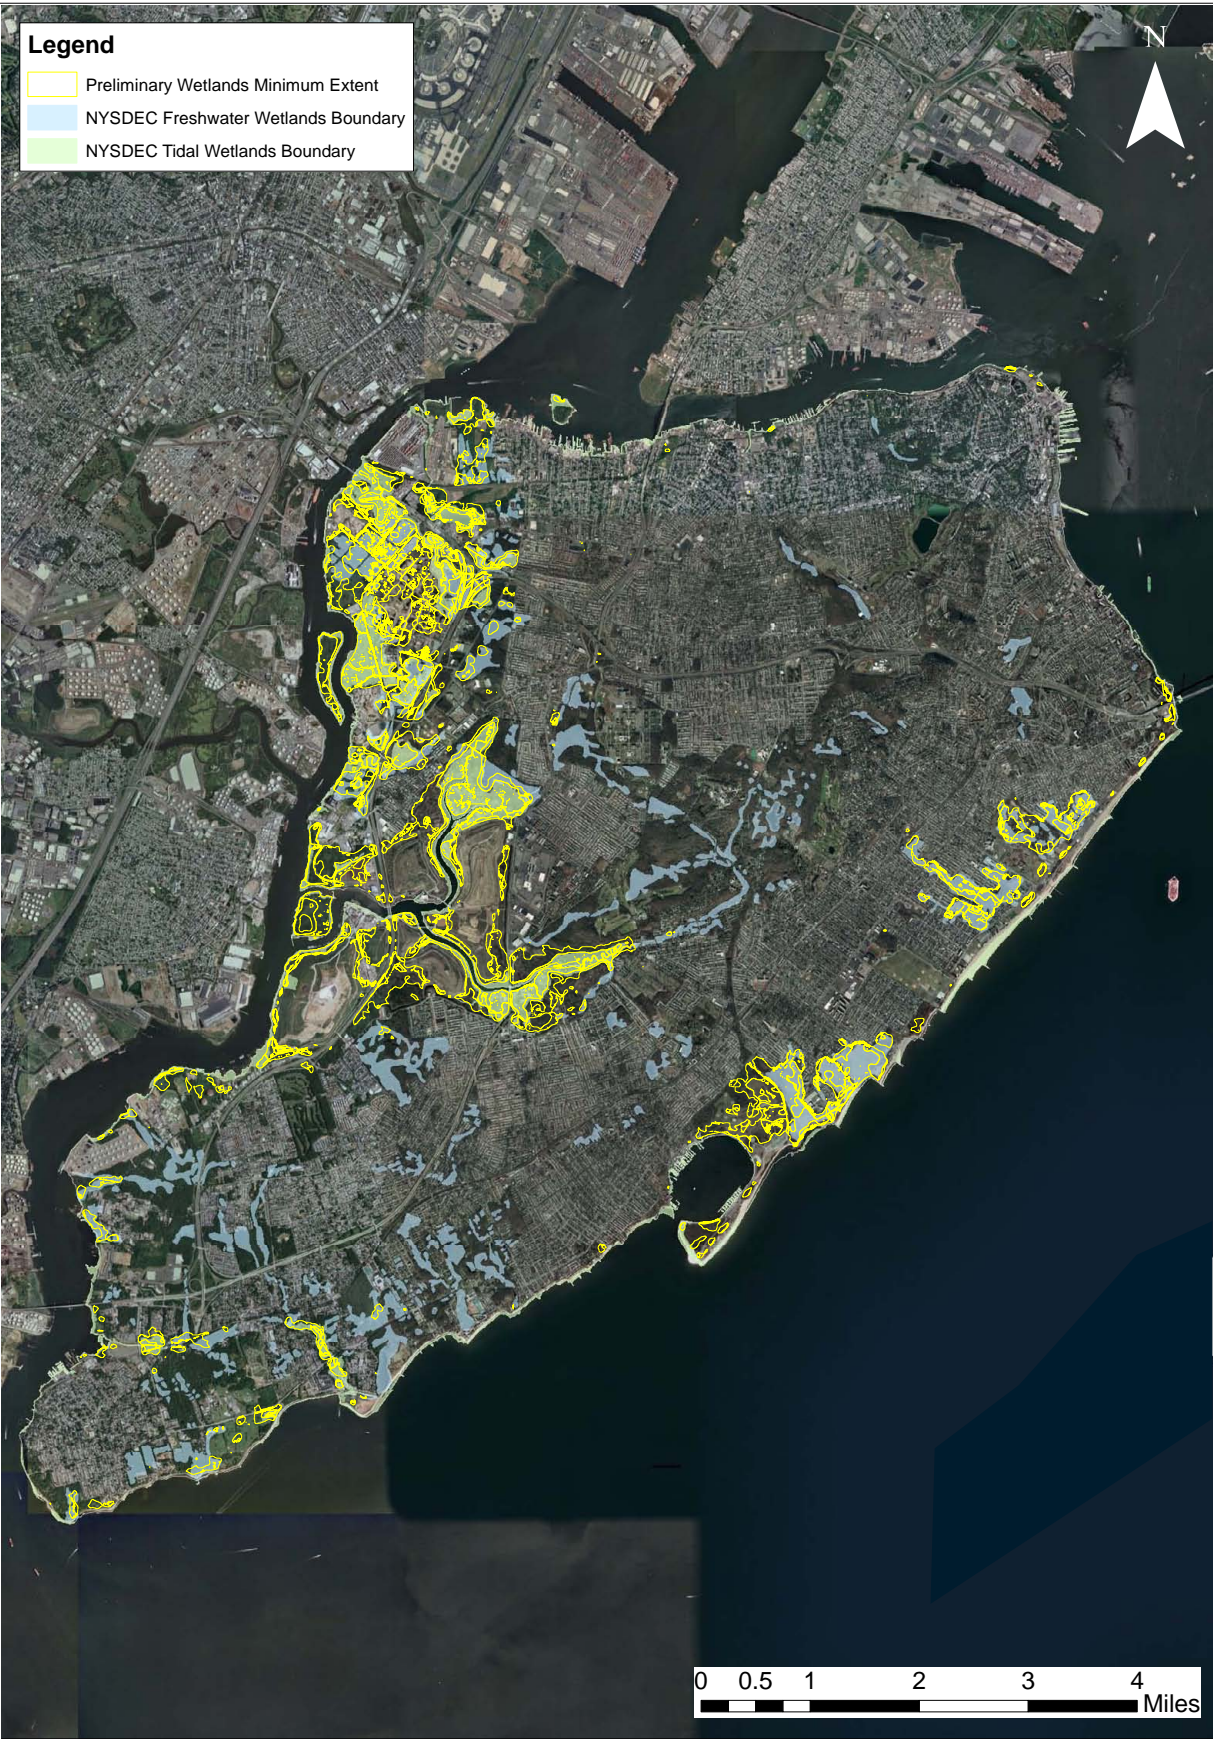 Legend
Preliminary Wetlands Minimum Extent
NYSDEC Freshwater Wetlands Boundary
NYSDEC Tidal Wetlands Boundary
N
0 0.5 1 2 3 4
Miles